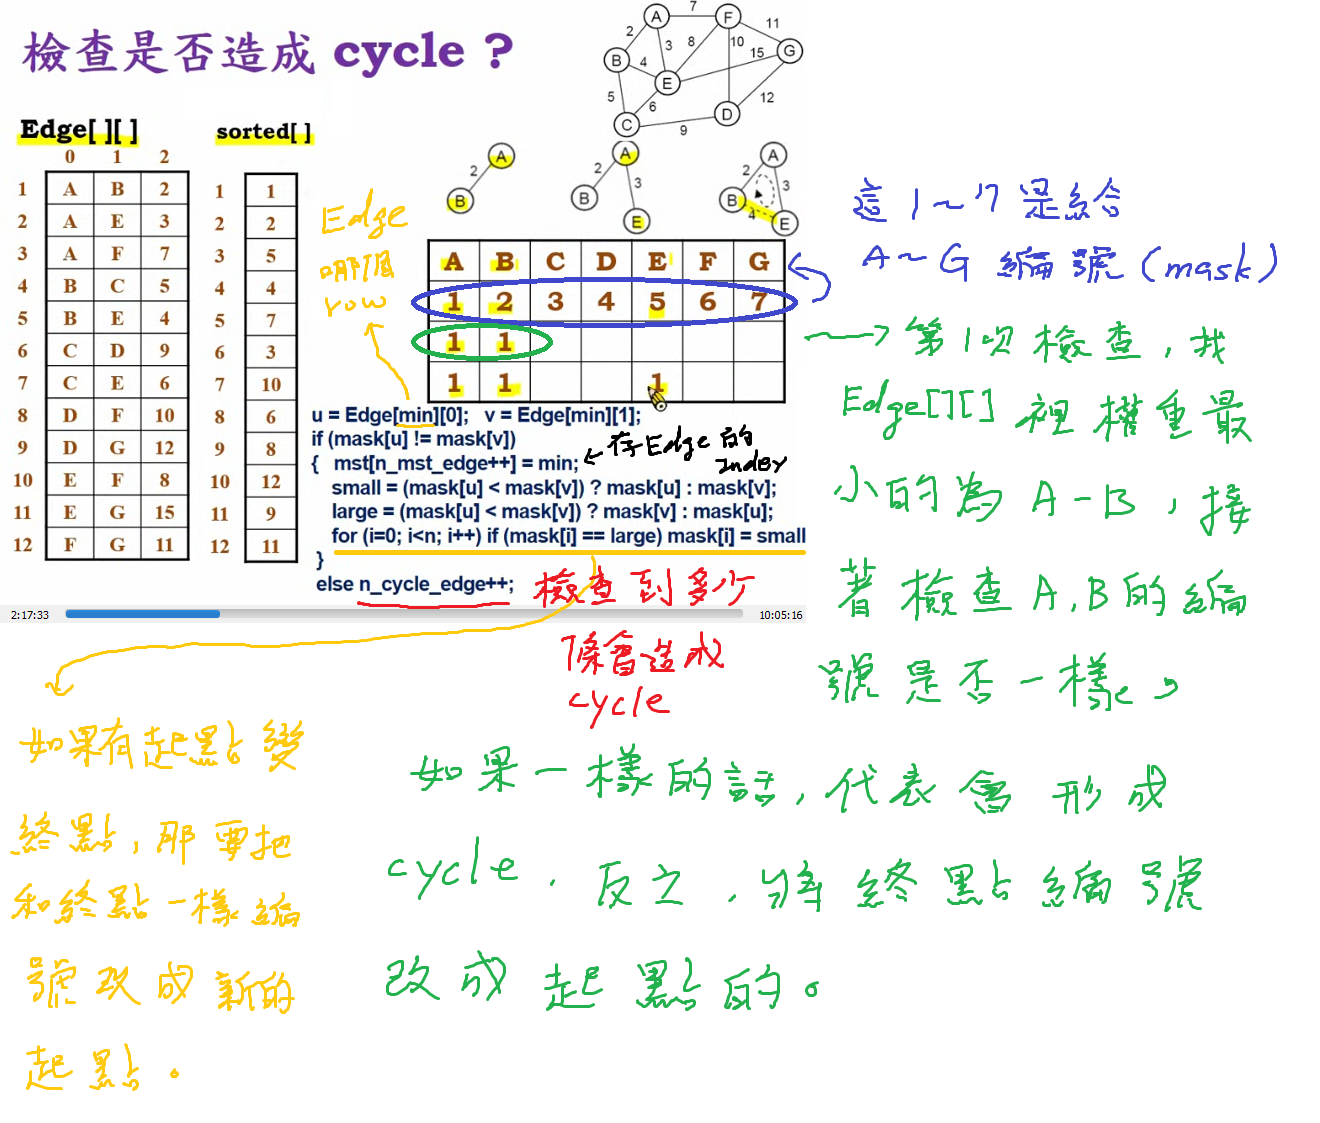 檢查是否造成 cycle ?
A 7 F 11
2 3 8 10 15 G
B 4 E
5 6 12
C 9 D
Edge[ ][ ]
sorted[ ]
0 1 2
1 A B 2
2 A E 3
3 A F 7
4 B C 5
5 B E 4
6 C D 9
7 C E 6
8 D F 10
9 D G 12
10 E F 8
11 E G 15
12 F G 11
1 1
2 2
3 5
4 4
5 7
6 3
7 10
8 6
9 8
10 12
11 9
12 11
A 2 B
A 2 B 3 E
A 2 B 3 4 E
Edge
哪個
row
A B C D E F G
1 2 3 4 5 6 7
1 1
1 1 1
這1~7是給
A~G 編號(mask)
u = Edge[min][0]; v = Edge[min][1];
if (mask[u] != mask[v])
{ mst[n_mst_edge++] = min;
small = (mask[u] < mask[v]) ? mask[u] : mask[v];
large = (mask[u] < mask[v]) ? mask[v] : mask[u];
for (i=0; i<n; i++) if (mask[i] == large) mask[i] = small
}
else n_cycle_edge++;
存Edge的
Index
2:17:33
10:05:16
檢查到多少
條會造成
cycle
第1次檢查,找
Edge[][]裡權重最
小的為A-B,接
著檢查A,B的編
號是否一樣。
如果一樣的話,代表會形成
cycle,反之,將終點編號
改成起點的。
如果有起點變
終點,那要把
和終點一樣編
號改成新的
起點。